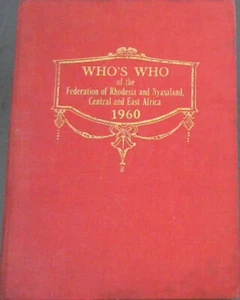 WHO'S WHO
of the
Federation of Rhodesia and Nyasaland,
Central and East Africa
1960